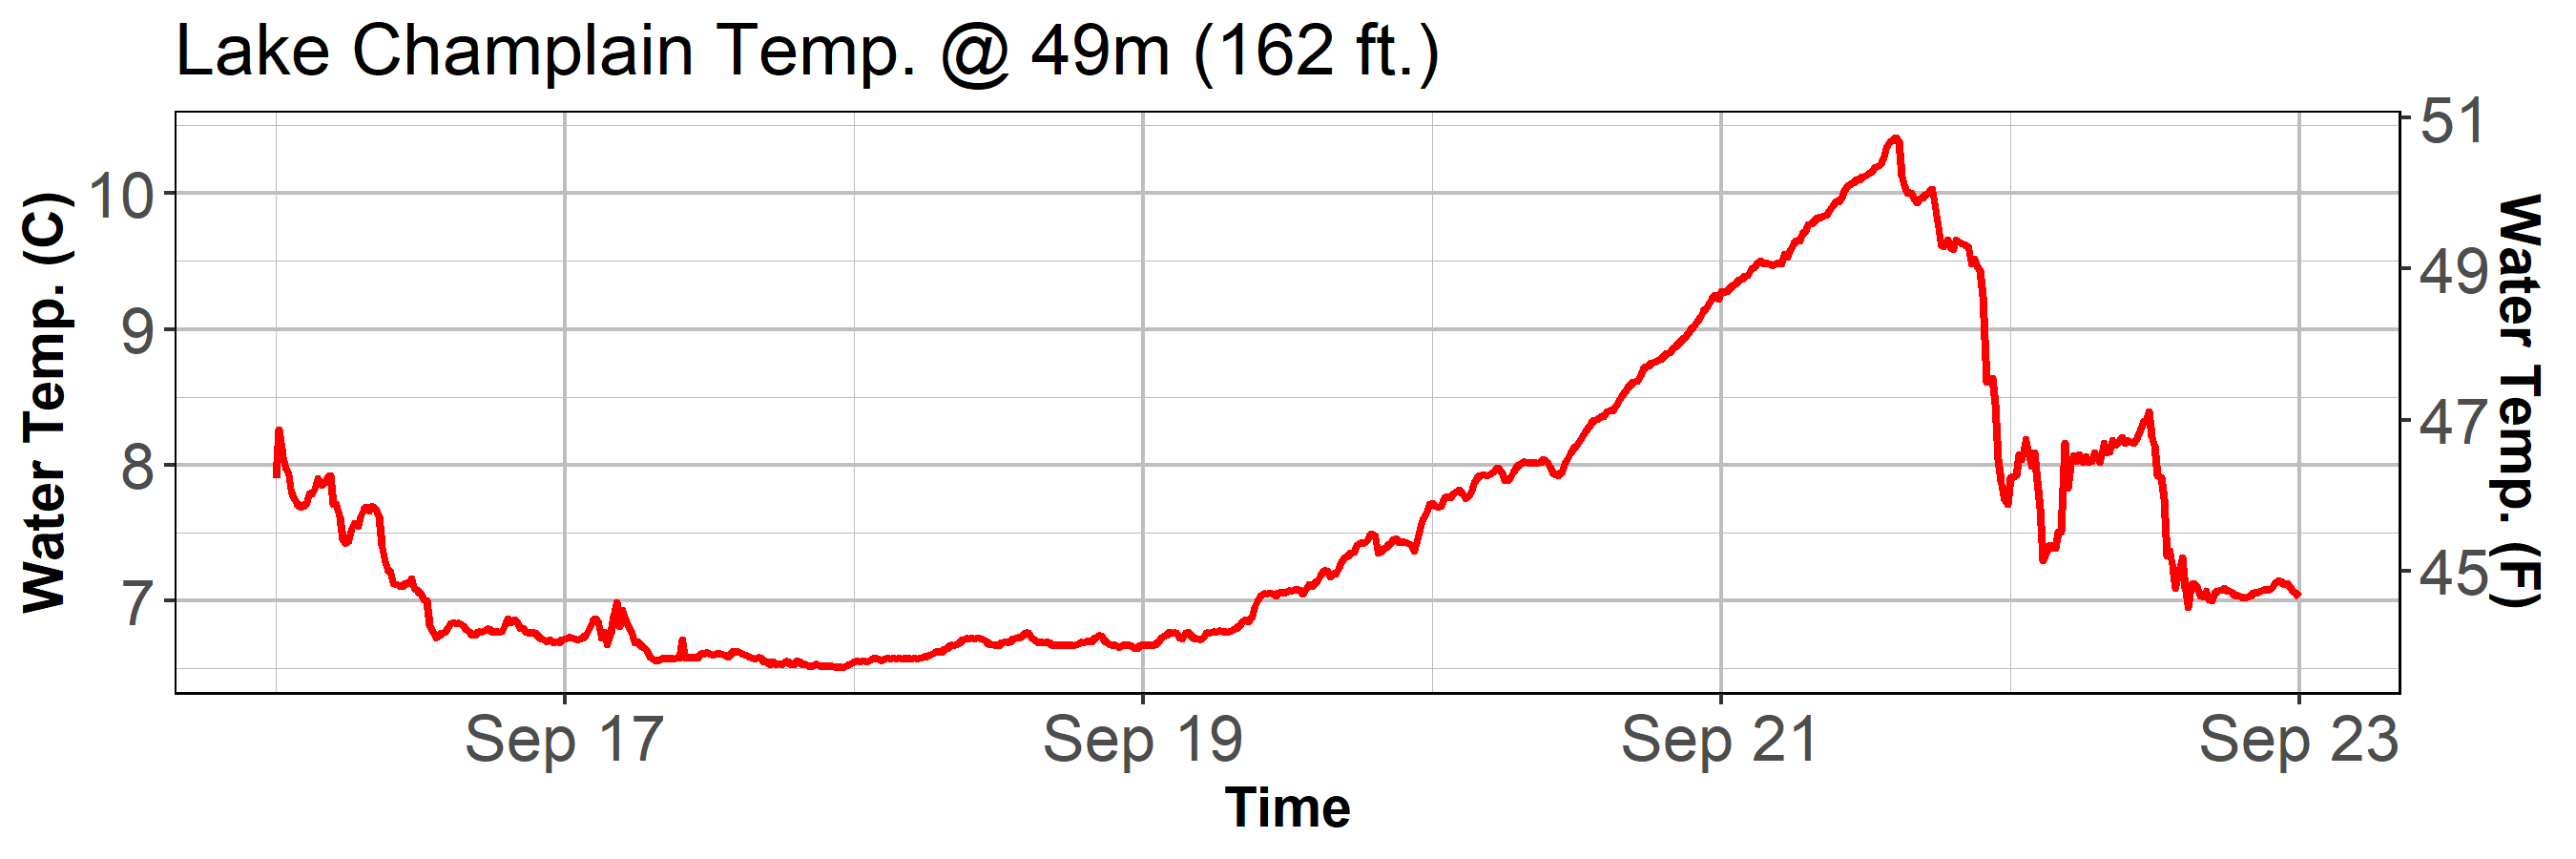 Lake Champlain Temp. @ 49m (162 ft.)
Water Temp. (C)
10
9
8
7
51
49
47
45
Water Temp. (F)
Sep 17 Sep 19 Sep 21 Sep 23
Time